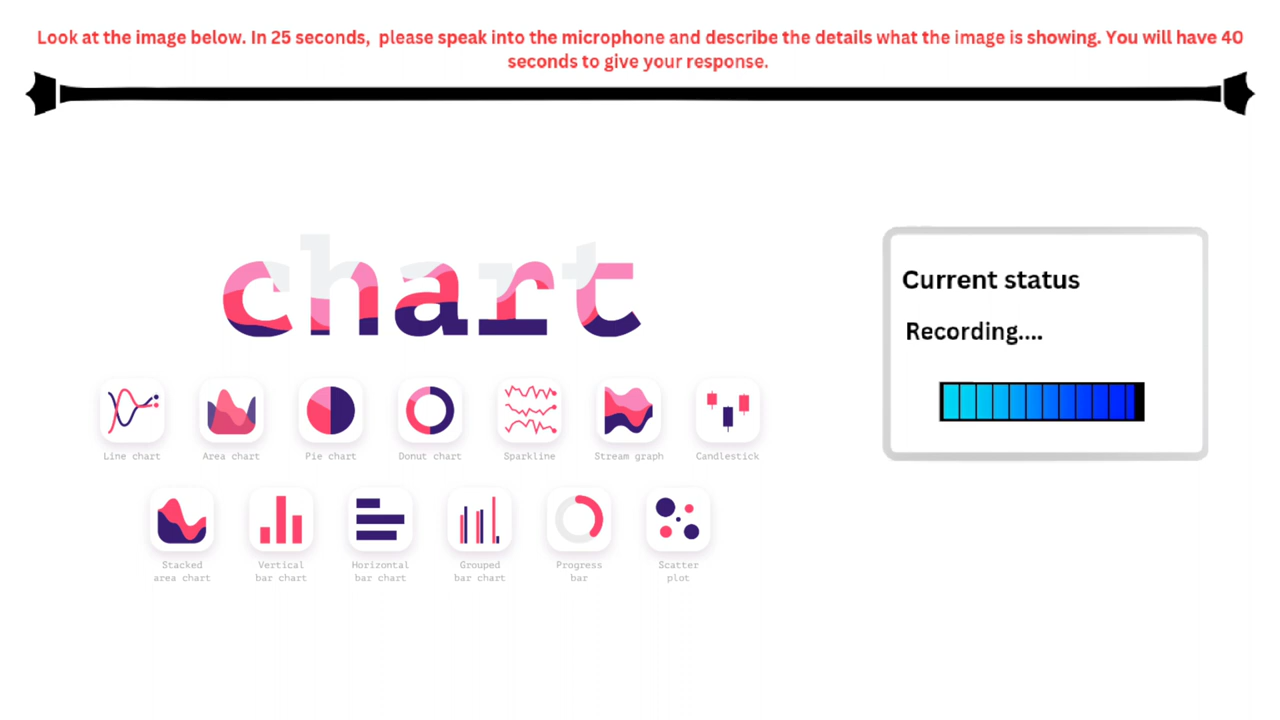 Look at the image below. In 25 seconds, please speak into the microphone and describe the details what the image is showing. You will have 40
seconds to give your response.
chart
Current status
Recording....
Line chart
Area chart
Pie chart
Donut chart
Sparkline
Stream graph
Candlestick
Stacked
area chart
Vertical
bar chart
Horizontal
bar chart
Grouped
bar chart
Progress
bar
Scatter
plot